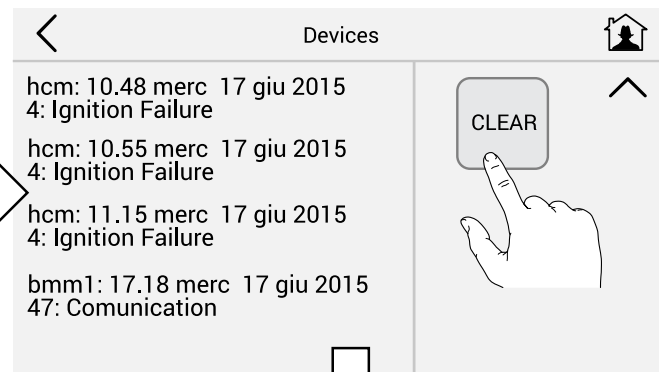 Devices
hcm: 10.48 merc 17 giu 2015
4: Ignition Failure
hcm: 10.55 merc 17 giu 2015
4: Ignition Failure
hcm: 11.15 merc 17 giu 2015
4: Ignition Failure
bmm1: 17.18 merc 17 giu 2015
47: Comunication
CLEAR